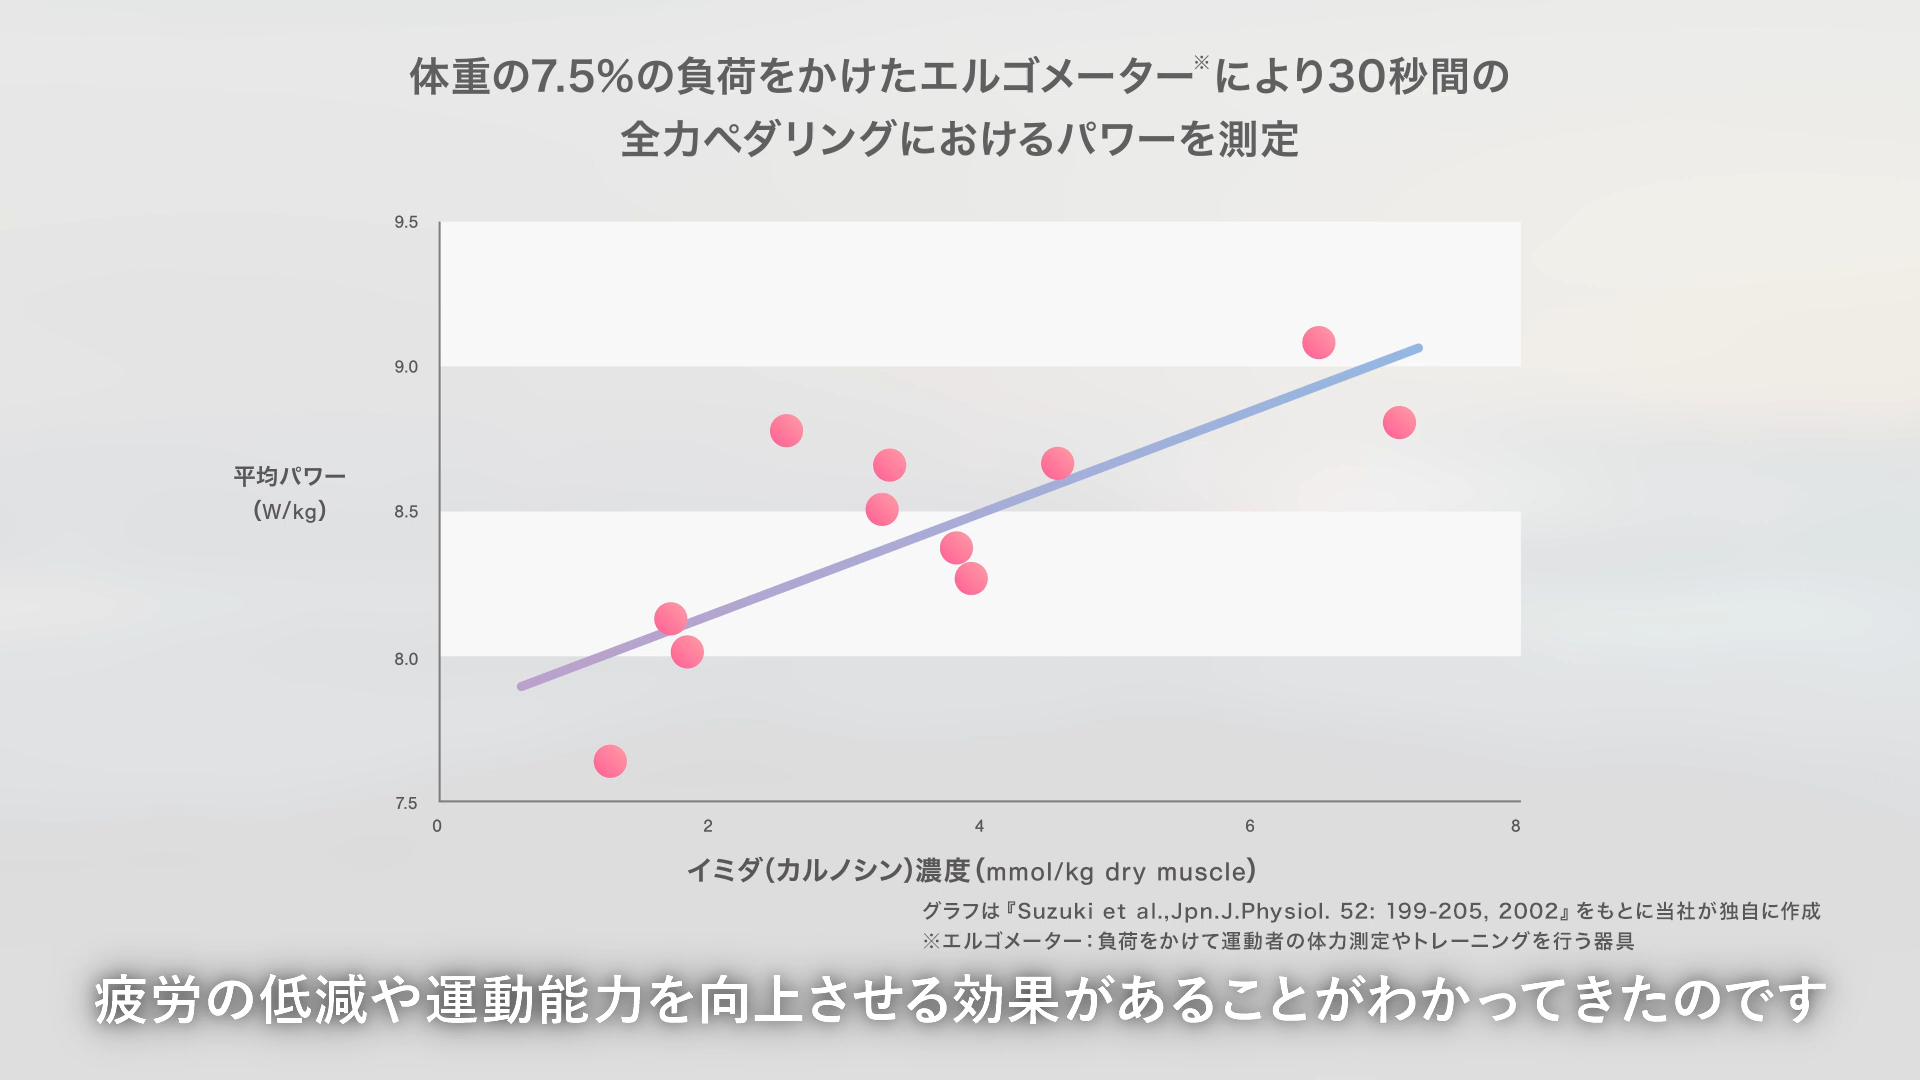 体重の7.5%の負荷をかけたエルゴメーター※により30秒間の
全力ペダリングにおけるパワーを測定
9.5
9.0
8.5
8.0
7.5
平均パワー
(W/kg)
0 2 4 6 8
イミダ(カルノシン)濃度(mmol/kg dry muscle)
グラフは『Suzuki et al.,Jpn.J.Physiol. 52: 199-205, 2002』をもとに当社が独自に作成
※エルゴメーター：負荷をかけて運動者の体力測定やトレーニングを行う器具
疲労の低減や運動能力を向上させる効果があることがわかってきたのです